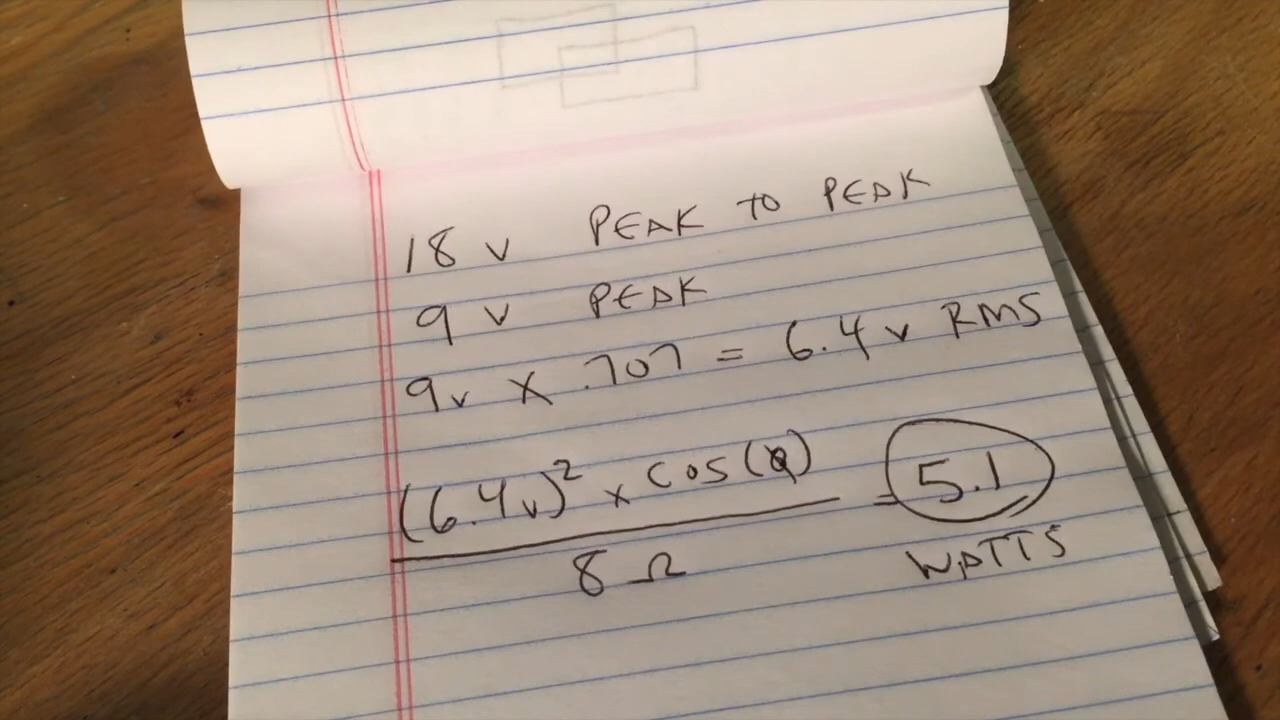 18 v PEAK TO PEAK
9 v PEAK
9v x .707 = 6.4 v RMS
(6.4v)² x cos( ) = 5.1
8 Ω WATTS